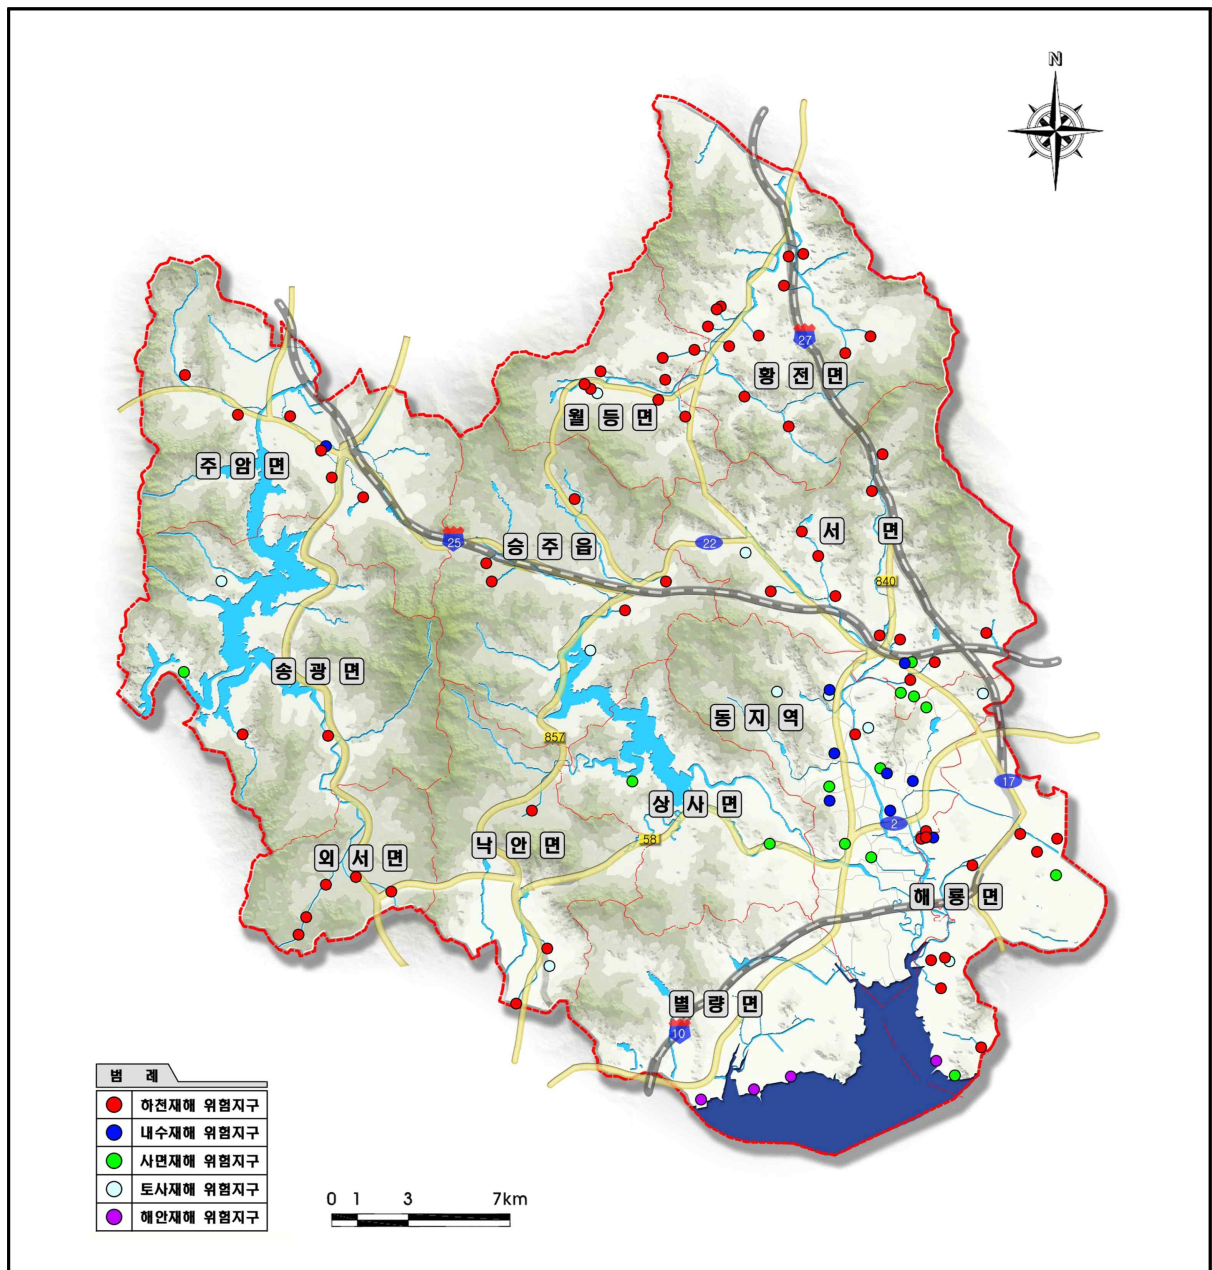 N
27
황전면
월등면
주암면
서면
25
승주읍
22
840
송광면
동지역
857
17
상사면
2
58
낙안면
외서면
해룡면
별량면
10
범 례
하천재해 위험지구
내수재해 위험지구
사면재해 위험지구
토사재해 위험지구
해안재해 위험지구
0 1 3 7km